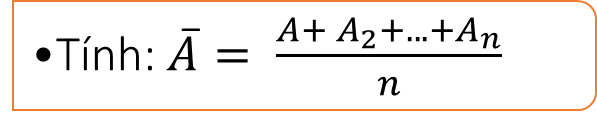 •Tính: Ā = (A+ A₂+...+Aₙ)/n